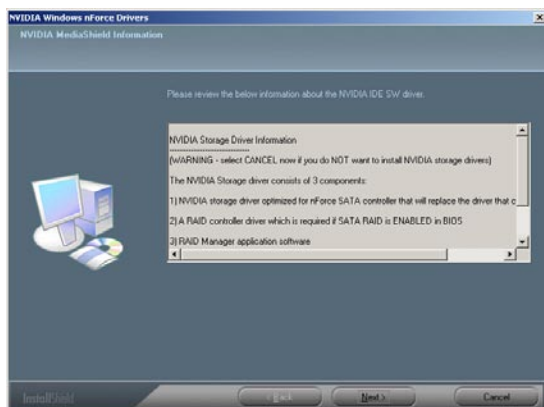 NVIDIA Windows nForce Drivers
NVIDIA MediaShield Information
Please review the below information about the NVIDIA IDE SW driver.
NVIDIA Storage Driver Information
(WARNING - select CANCEL now if you do NOT want to install NVIDIA storage drivers)
The NVIDIA Storage driver consists of 3 components:
1) NVIDIA storage driver optimized for nForce SATA controller that will replace the driver that c
2) A RAID controller driver which is required if SATA RAID is ENABLED in BIOS
3) RAID Manager application software
InstallShield
< Back Next > Cancel